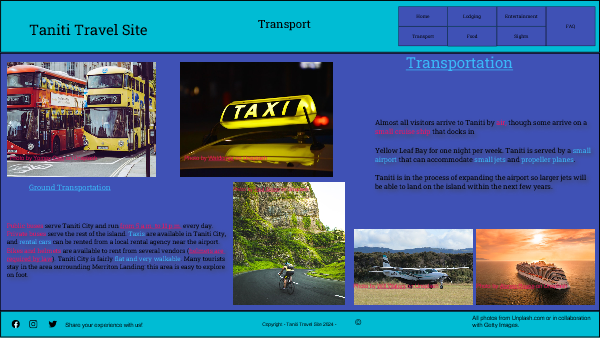 Taniti Travel Site
Transport
Home
Lodging
Entertainment
FAQ
Transport
Food
Sights
Transportation
TAXI
Almost all visitors arrive to Taniti by though some arrive on a
that docks in
Yellow Leaf Bay for one night per week. Taniti is served by a small
airport that can accommodate small jets and propeller planes.
Taniti is in the process of expanding the airport so larger jets will
be able to land on the island within the next few years.
Ground Transportation
serve Taniti City and run every day.
serve the rest of the island. Taxis are available in Taniti City,
and rental cars can be rented from a local rental agency near the airport.
are available to rent from several vendors
Taniti City is fairly flat and very walkable. Many tourists
stay in the area surrounding Merriton Landing; this area is easy to explore
on foot.
Share your experience with us!
Copyright - Taniti Travel Site 2024 -
©
All photos from Unplash.com or in collaboration
with Getty Images.